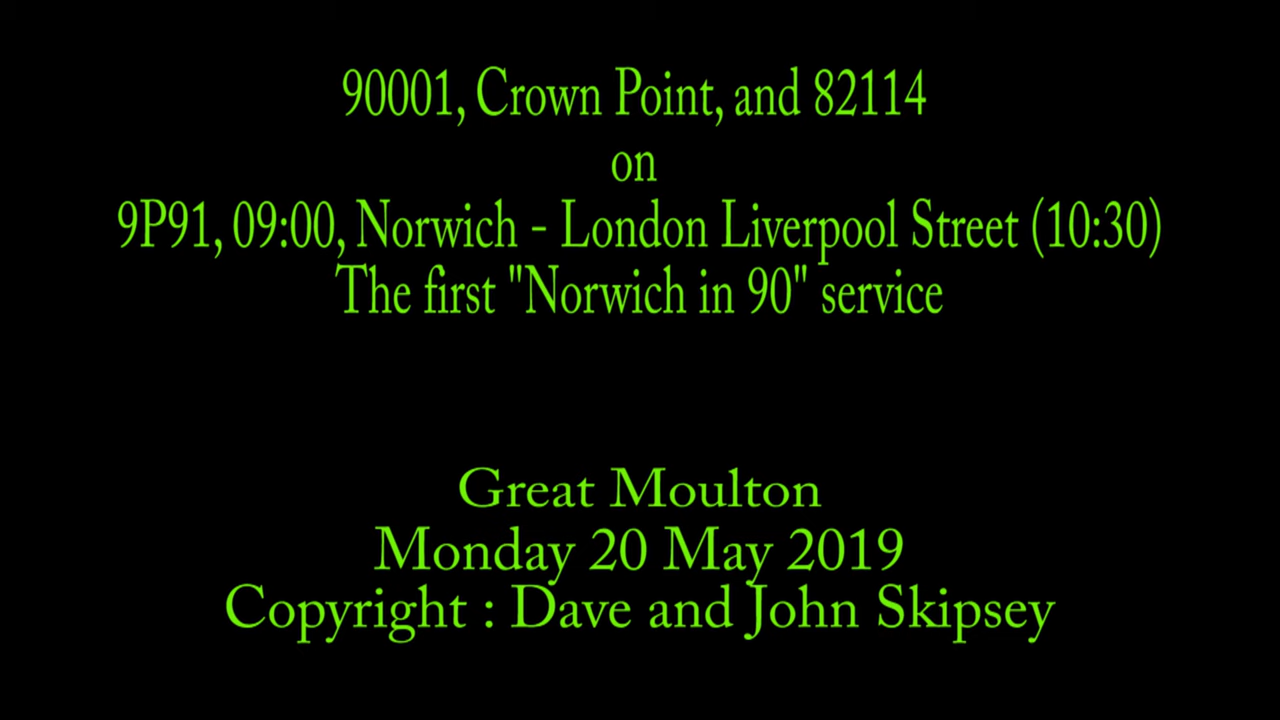 90001, Crown Point, and 82114
on
9P91, 09:00, Norwich - London Liverpool Street (10:30)
The first "Norwich in 90" service
Great Moulton
Monday 20 May 2019
Copyright : Dave and John Skipsey